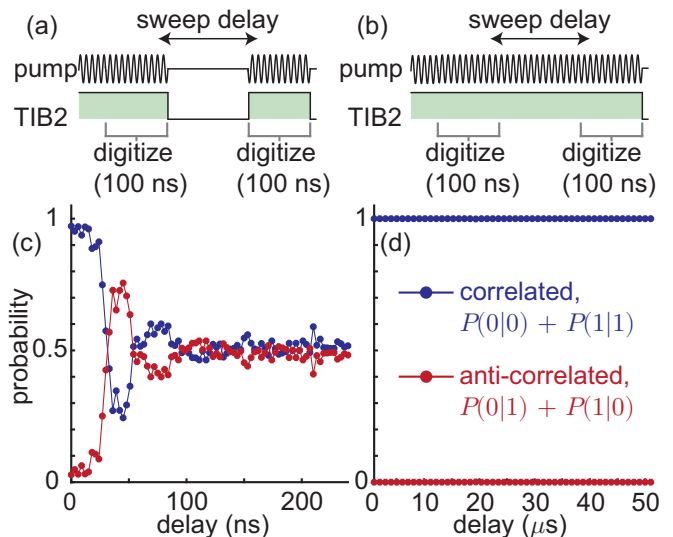 (a) sweep delay (b) sweep delay
pump pump
TIB2 TIB2
digitize digitize digitize digitize
(100 ns) (100 ns) (100 ns) (100 ns)
1 1
(c) (d)
correlated,
P(0|0) + P(1|1)
probability
0.5
anti-correlated,
P(0|1) + P(1|0)
0 0
0 100 200 0 10 20 30 40 50
delay (ns) delay (μs)